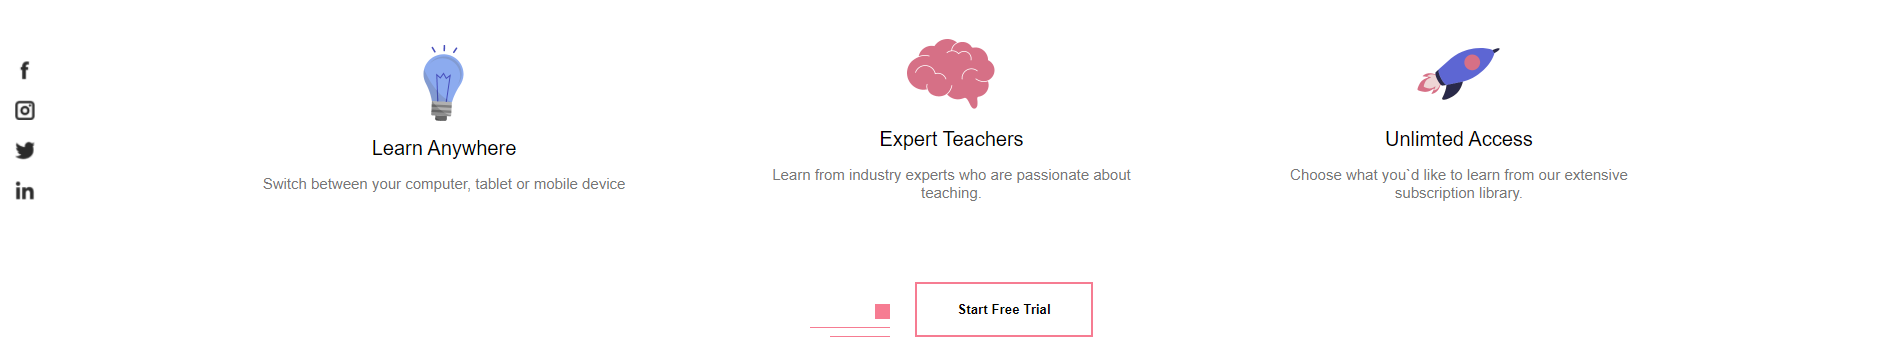 Learn Anywhere
Switch between your computer, tablet or mobile device
Expert Teachers
Learn from industry experts who are passionate about
teaching.
Unlimted Access
Choose what you`d like to learn from our extensive
subscription library.
Start Free Trial